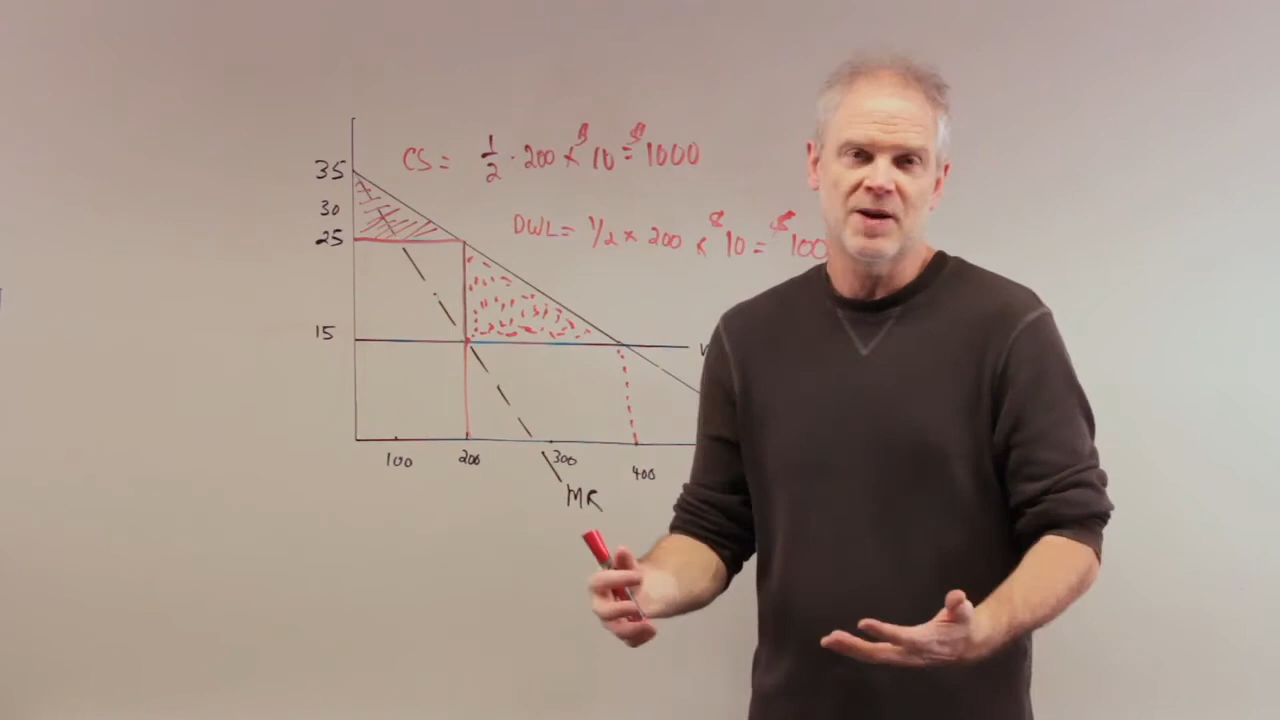 35
CS = 1/2 · 200 × $10 = $1000
30
25
DWL = 1/2 × 200 × $10 = $100
15
100 200 300 400
MR